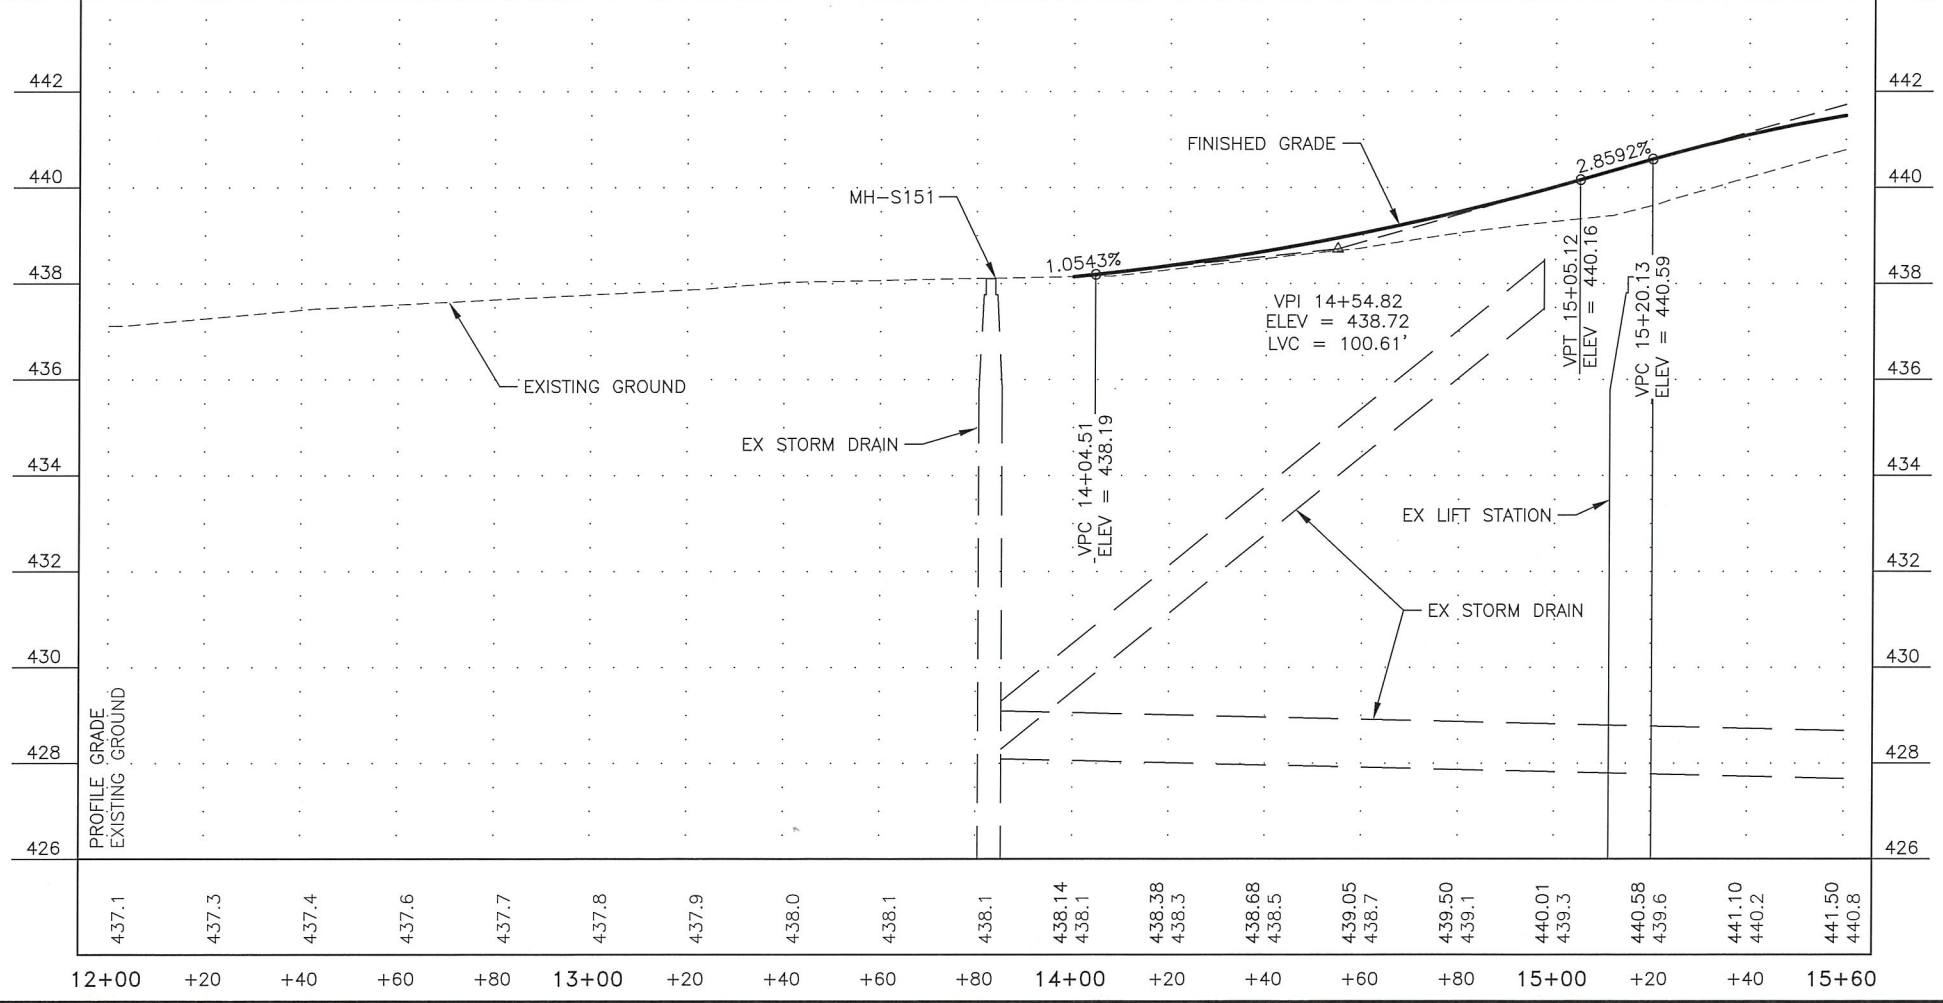 442
442
FINISHED GRADE
2.8592%
440
440
MH-S151
1.0543%
438
438
VPI 14+54.82
ELEV = 438.72
LVC = 100.61'
VPT 15+05.12
ELEV = 440.16
VPC 15+20.13
ELEV = 440.59
436
436
EXISTING GROUND
EX STORM DRAIN
VPC 14+04.51
ELEV = 438.19
434
434
EX LIFT STATION
432
432
EX STORM DRAIN
430
430
428
428
PROFILE GRADE
EXISTING GROUND
426
426
437.1
437.3
437.4
437.6
437.7
437.8
437.9
438.0
438.1
438.1
438.14
438.1
438.38
438.3
438.68
438.5
439.05
438.7
439.50
439.1
440.01
439.3
440.58
439.6
441.10
440.2
441.50
440.8
12+00 +20 +40 +60 +80 13+00 +20 +40 +60 +80 14+00 +20 +40 +60 +80 15+00 +20 +40 15+60